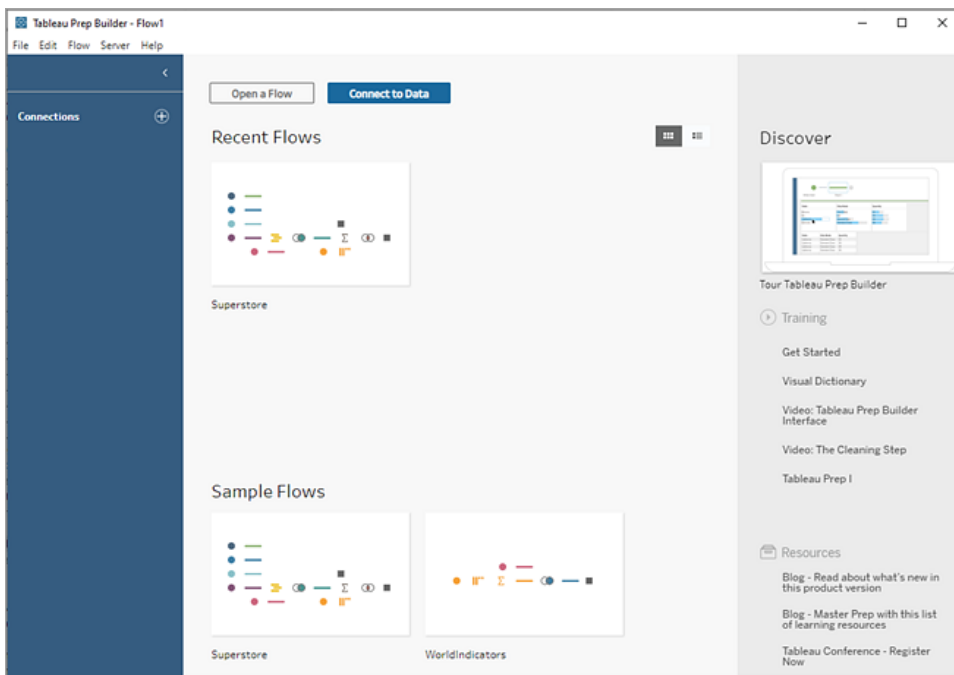 Tableau Prep Builder - Flow1
File Edit Flow Server Help
Connections
Open a Flow
Connect to Data
Recent Flows
Superstore
Sample Flows
Superstore
WorldIndicators
Discover
Tour Tableau Prep Builder
Training
Get Started
Visual Dictionary
Video: Tableau Prep Builder
Interface
Video: The Cleaning Step
Tableau Prep I
Resources
Blog - Read about what's new in
this product version
Blog - Master Prep with this list
of learning resources
Tableau Conference - Register
Now